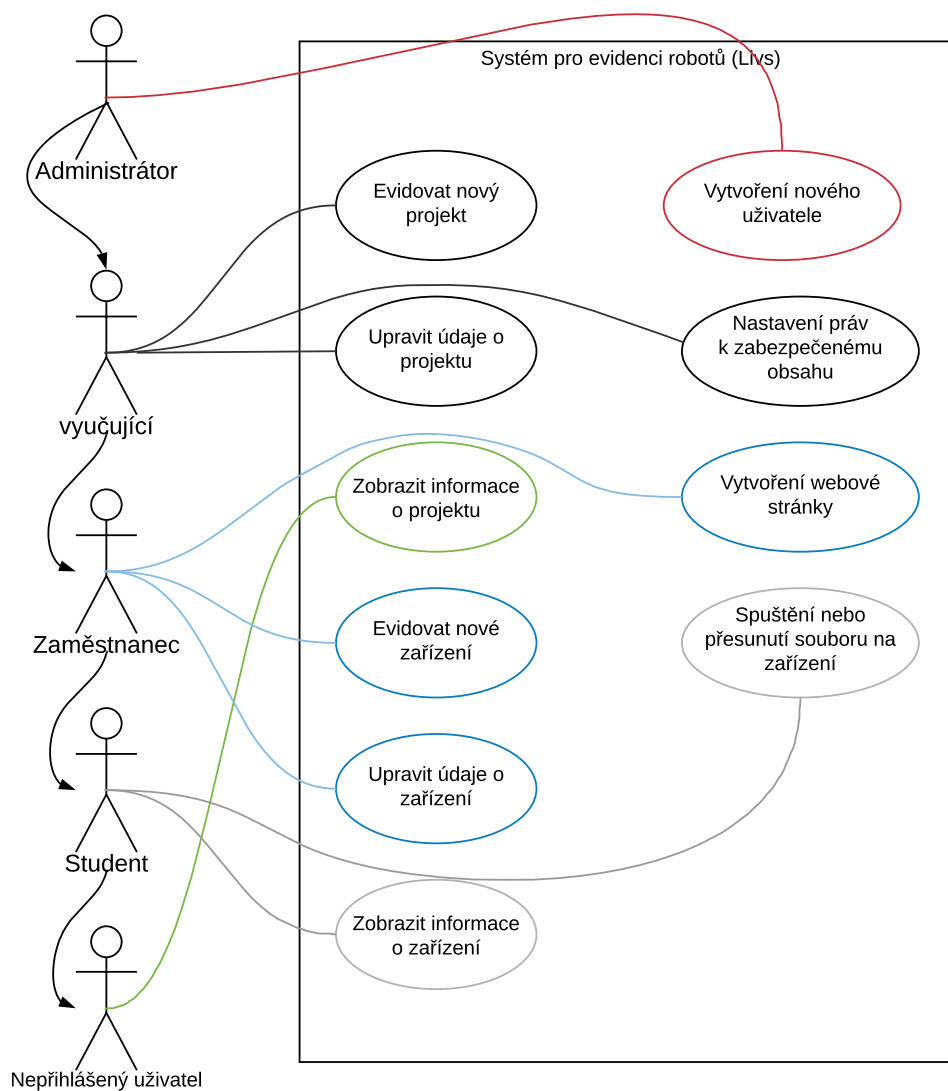 Systém pro evidenci robotů (Livs)
Administrátor
Evidovat nový
projekt
Vytvoření nového
uživatele
vyučující
Upravit údaje o
projektu
Nastavení práv
k zabezpečenému
obsahu
Zobrazit informace
o projektu
Vytvoření webové
stránky
Zaměstnanec
Evidovat nové
zařízení
Spuštění nebo
přesunutí souboru na
zařízení
Upravit údaje o
zařízení
Student
Zobrazit informace
o zařízení
Nepřihlášený uživatel